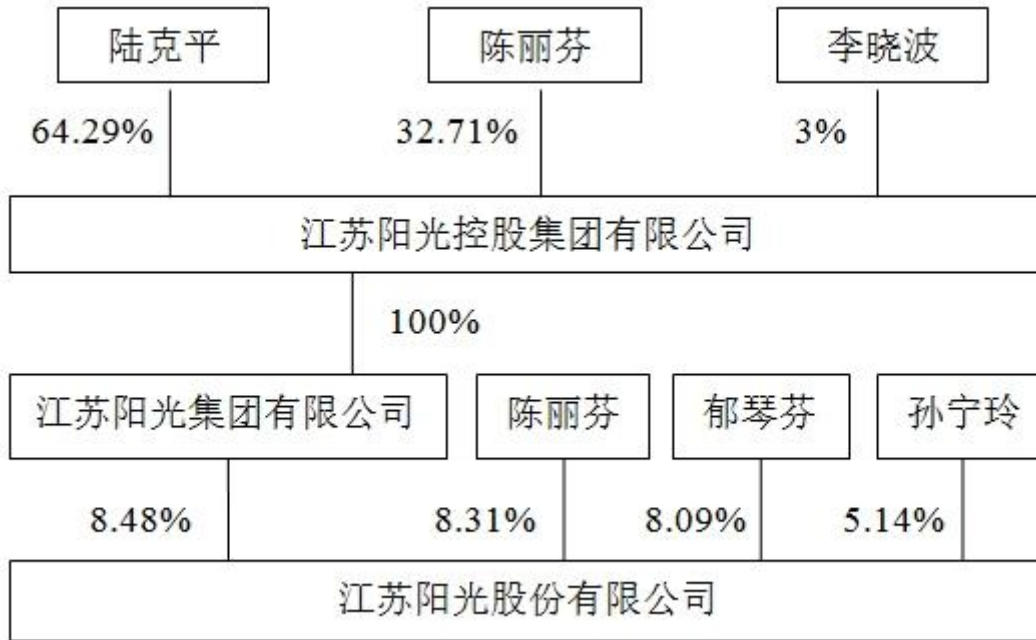 陆克平 陈丽芬 李晓波
64.29% 32.71% 3%
江苏阳光控股集团有限公司
100%
江苏阳光集团有限公司 陈丽芬 郁琴芬 孙宁玲
8.48% 8.31% 8.09% 5.14%
江苏阳光股份有限公司